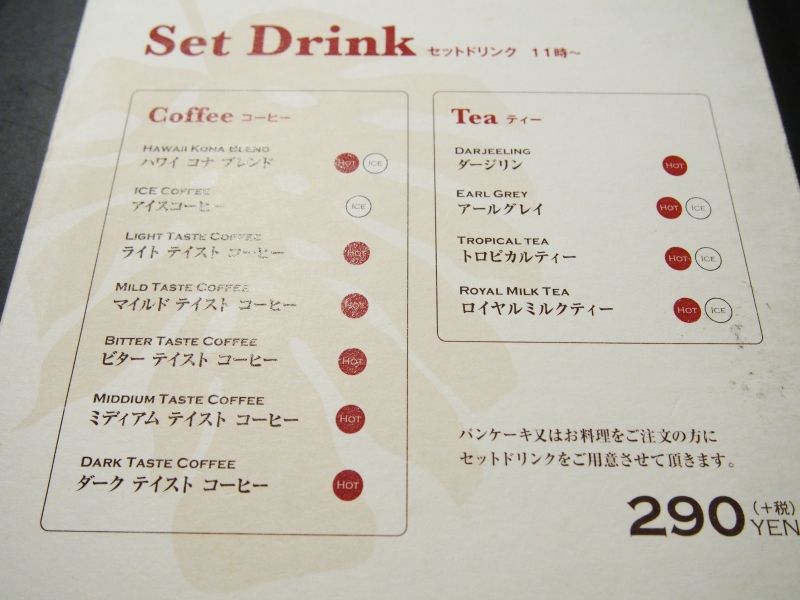 Set Drink セットドリンク 11時~
Coffee コーヒー
HAWAII KONA BLEND
ハワイ コナ ブレンド HOT ICE
ICE COFFEE
アイスコーヒー ICE
LIGHT TASTE COFFEE
ライト テイスト コーヒー HOT
MILD TASTE COFFEE
マイルド テイスト コーヒー HOT
BITTER TASTE COFFEE
ビター テイスト コーヒー HOT
MIDDIUM TASTE COFFEE
ミディアム テイスト コーヒー HOT
DARK TASTE COFFEE
ダーク テイスト コーヒー HOT
Tea ティー
DARJEELING
ダージリン HOT
EARL GREY
アールグレイ HOT ICE
TROPICAL TEA
トロピカルティー HOT ICE
ROYAL MILK TEA
ロイヤルミルクティー HOT ICE
パンケーキ又はお料理をご注文の方に
セットドリンクをご用意させて頂きます。
290 (+税) YEN